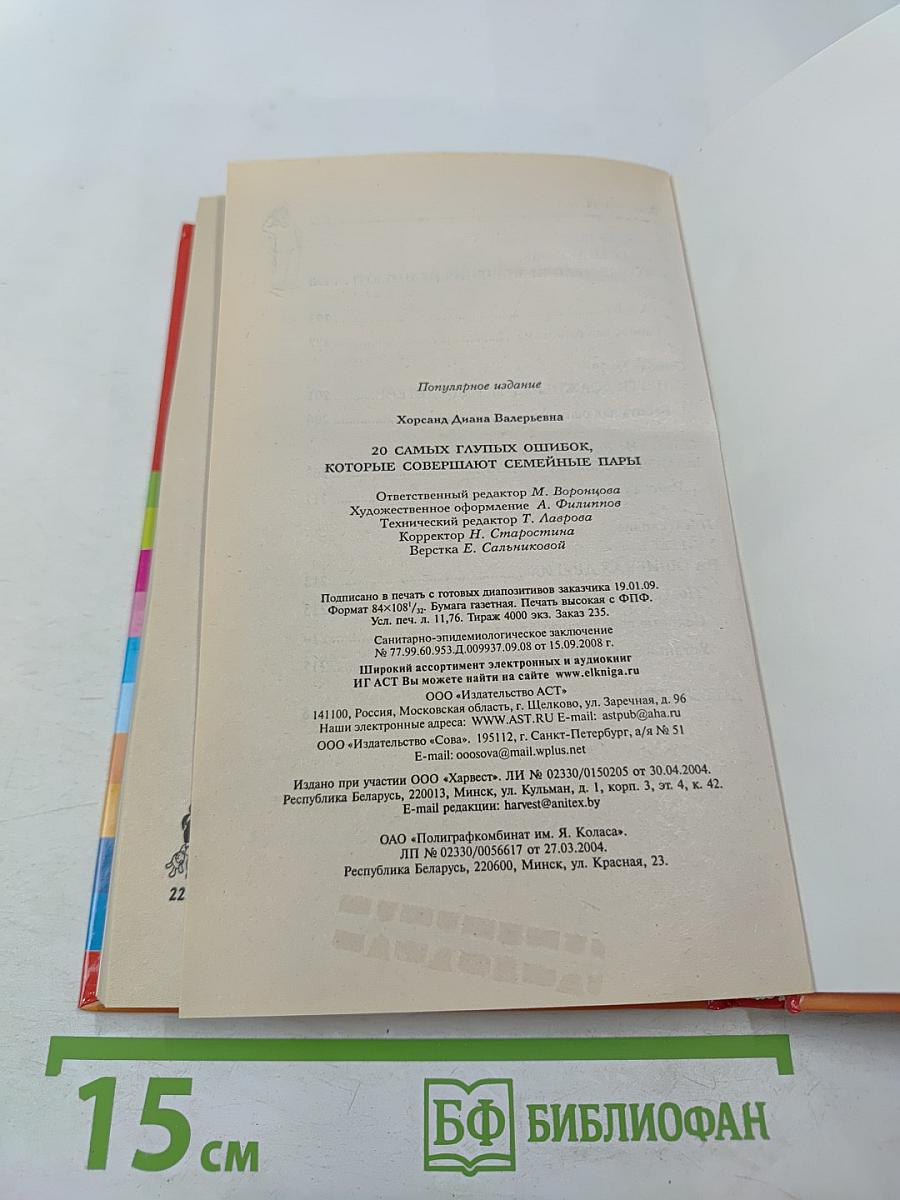 Популярное издание
Хорсанд Диана Валерьевна
20 САМЫХ ГЛУПЫХ ОШИБОК,
КОТОРЫЕ СОВЕРШАЮТ СЕМЕЙНЫЕ ПАРЫ
Ответственный редактор М. Воронцова
Художественное оформление А. Филиппов
Технический редактор Т. Лаврова
Корректор Н. Старостина
Верстка Е. Сальниковой
Подписано в печать с готовых диапозитивов заказчика 19.01.09.
Формат 84×108¹/₃₂. Бумага газетная. Печать высокая с ФПФ.
Усл. печ. л. 11,76. Тираж 4000 экз. Заказ 235.
Санитарно-эпидемиологическое заключение
№ 77.99.60.953.Д.009937.09.08 от 15.09.2008 г.
Широкий ассортимент электронных и аудиокниг
ИГ АСТ Вы можете найти на сайте www.elkniga.ru
ООО «Издательство АСТ»
141100, Россия, Московская область, г. Щелково, ул. Заречная, д. 96
Наши электронные адреса: WWW.AST.RU E-mail: astpub@aha.ru
ООО «Издательство «Сова». 195112, г. Санкт-Петербург, а/я № 51
E-mail: ooosova@mail.wplus.net
Издано при участии ООО «Харвест». ЛИ № 02330/0150205 от 30.04.2004.
Республика Беларусь, 220013, Минск, ул. Кульман, д. 1, корп. 3, эт. 4, к. 42.
E-mail редакции: harvest@anitex.by
ОАО «Полиграфкомбинат им. Я. Коласа».
ЛП № 02330/0056617 от 27.03.2004.
Республика Беларусь, 220600, Минск, ул. Красная, 23.
22
15 см
БФ БИБЛИОФАН